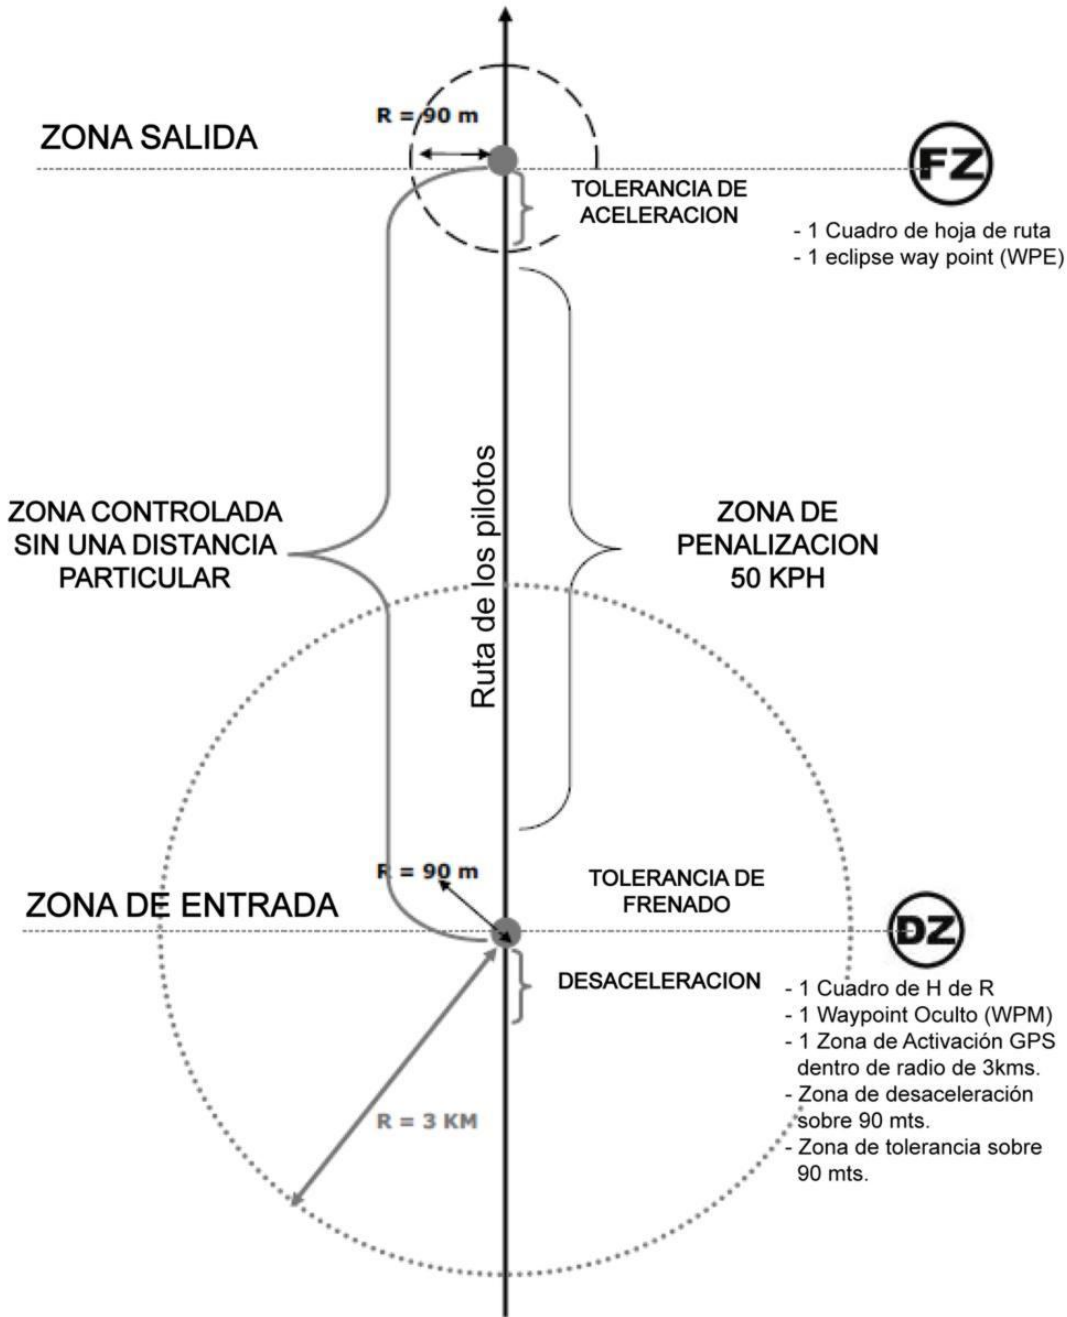 R = 90 m
ZONA SALIDA
FZ
TOLERANCIA DE
ACELERACION
- 1 Cuadro de hoja de ruta
- 1 eclipse way point (WPE)
Ruta de los pilotos
ZONA CONTROLADA
SIN UNA DISTANCIA
PARTICULAR
ZONA DE
PENALIZACION
50 KPH
R = 90 m
ZONA DE ENTRADA
TOLERANCIA DE
FRENADO
DZ
DESACELERACION
- 1 Cuadro de H de R
- 1 Waypoint Oculto (WPM)
- 1 Zona de Activación GPS
dentro de radio de 3kms.
- Zona de desaceleración
sobre 90 mts.
- Zona de tolerancia sobre
90 mts.
R = 3 KM